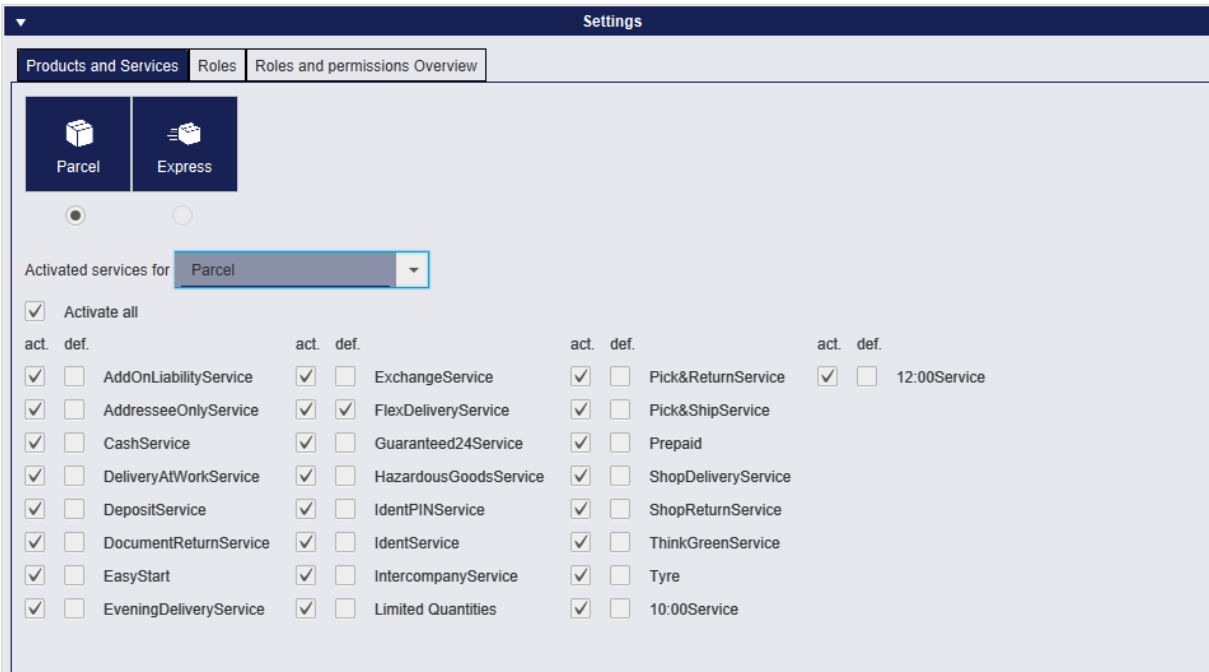 Settings
Products and Services Roles Roles and permissions Overview
Parcel Express
Activated services for Parcel
Activate all
act. def. act. def. act. def. act. def.
AddOnLiabilityService ExchangeService Pick&ReturnService 12:00Service
AddresseeOnlyService FlexDeliveryService Pick&ShipService
CashService Guaranteed24Service Prepaid
DeliveryAtWorkService HazardousGoodsService ShopDeliveryService
DepositService IdentPINService ShopReturnService
DocumentReturnService IdentService ThinkGreenService
EasyStart IntercompanyService Tyre
EveningDeliveryService Limited Quantities 10:00Service